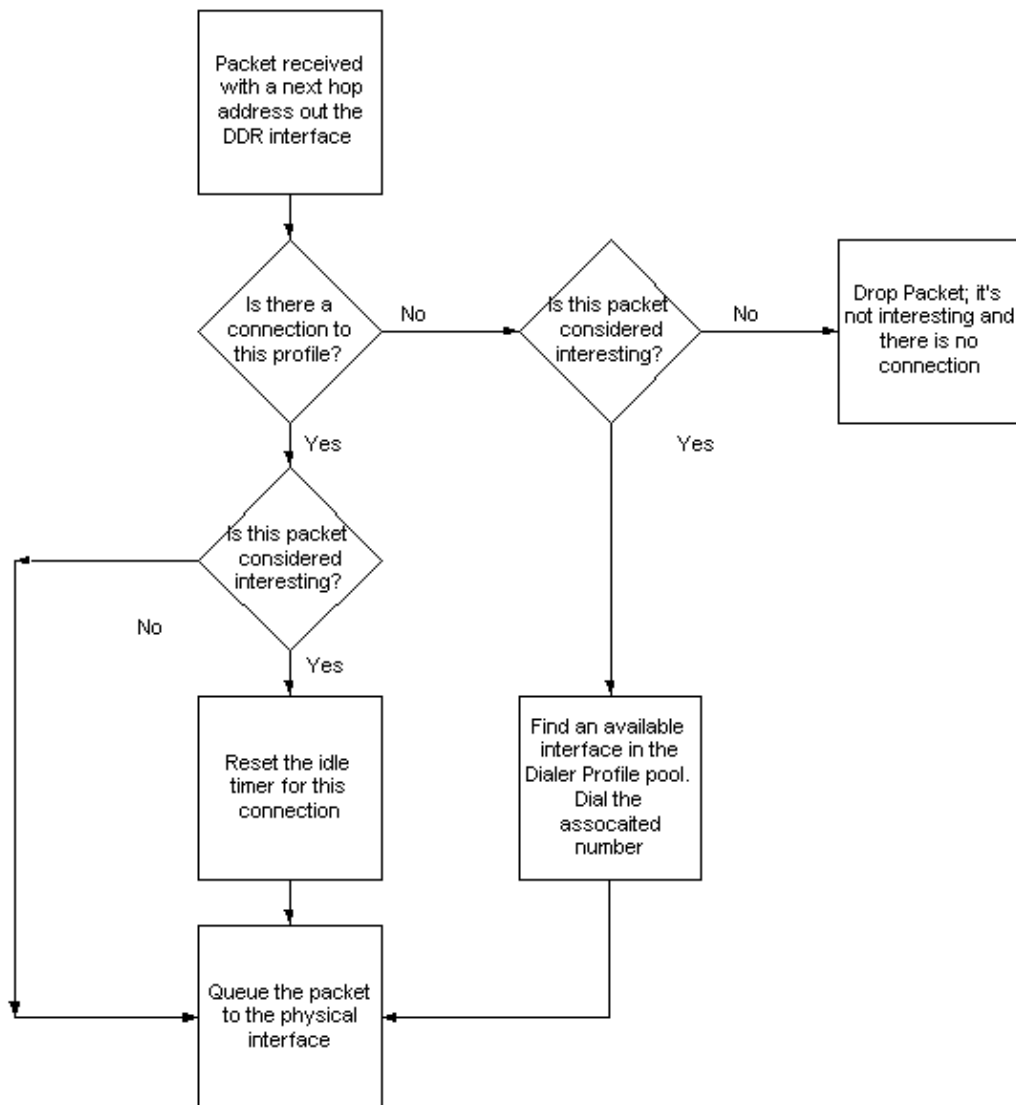 Packet received
with a next hop
address out the
DDR interface
Is there a
connection to
this profile?
No
Is this packet
considered
interesting?
No
Drop Packet; it's
not interesting and
there is no
connection
Yes
Yes
Is this packet
considered
interesting?
No
Yes
Reset the idle
timer for this
connection
Find an available
interface in the
Dialer Profile pool.
Dial the
assocaited
number
Queue the packet
to the physical
interface